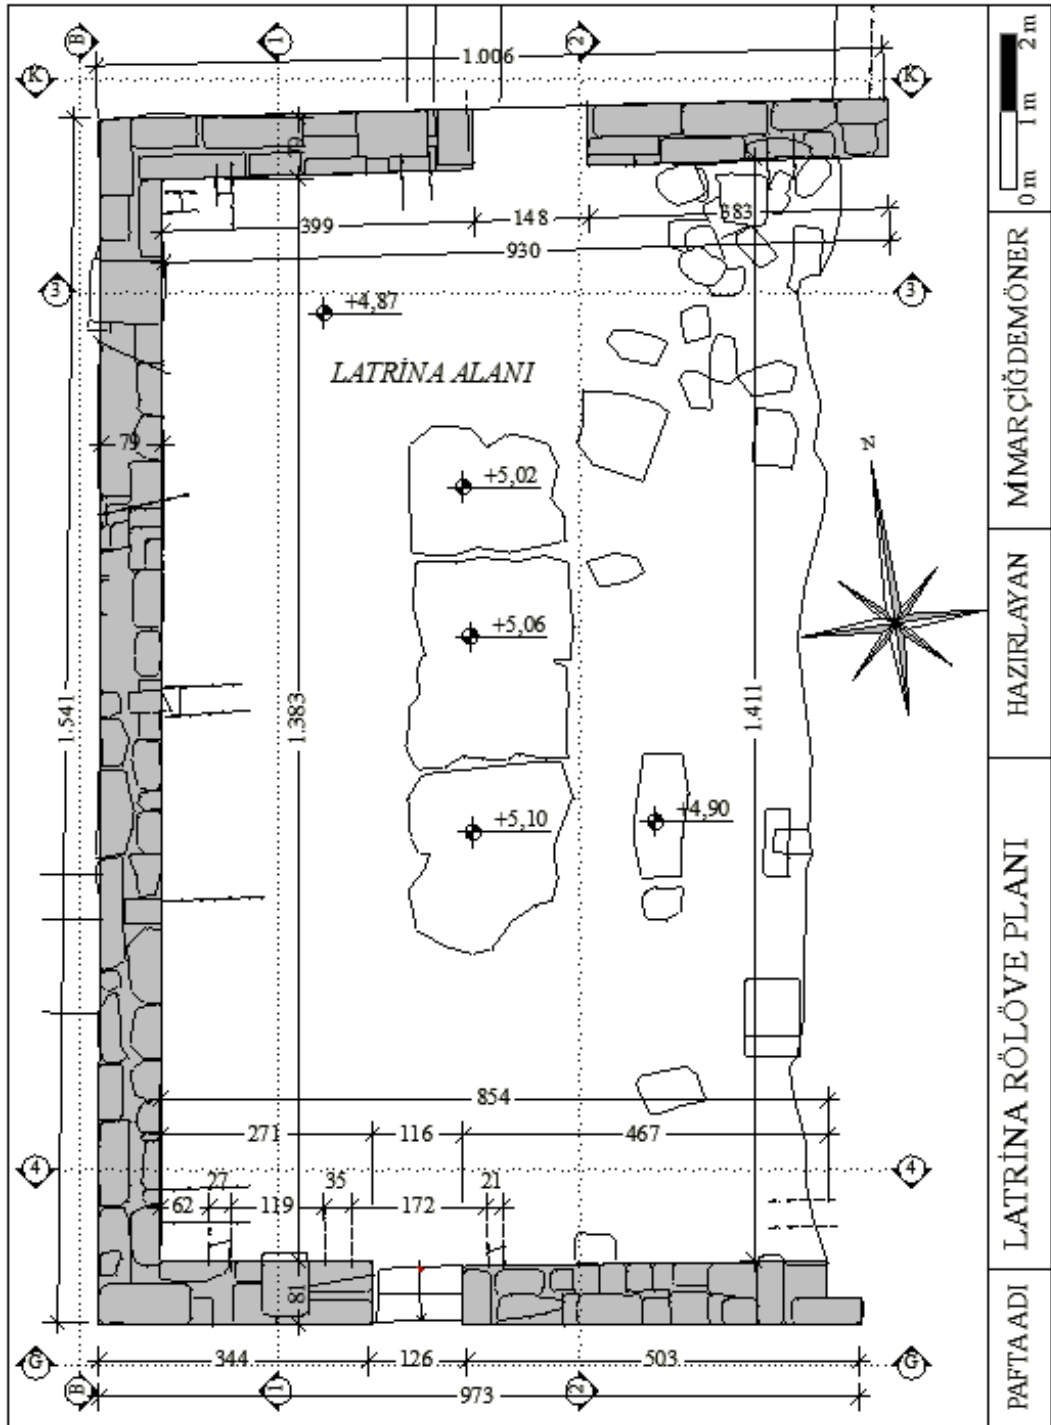 B
1
2
1.006
K
K
399
148
383
930
3
3
+4,87
LATRİNA ALANI
79
+5,02
N
+5,06
1.541
1.383
1.411
+5,10
+4,90
854
271
116
467
4
4
27
35
21
62
119
172
81
G
G
344
126
503
B
1
2
973
0 m 1 m 2 m
MİMAR ÇİĞDEM ÖNER
HAZIRLAYAN
LATRİNA RÖLÖVE PLANI
PAFTA ADI